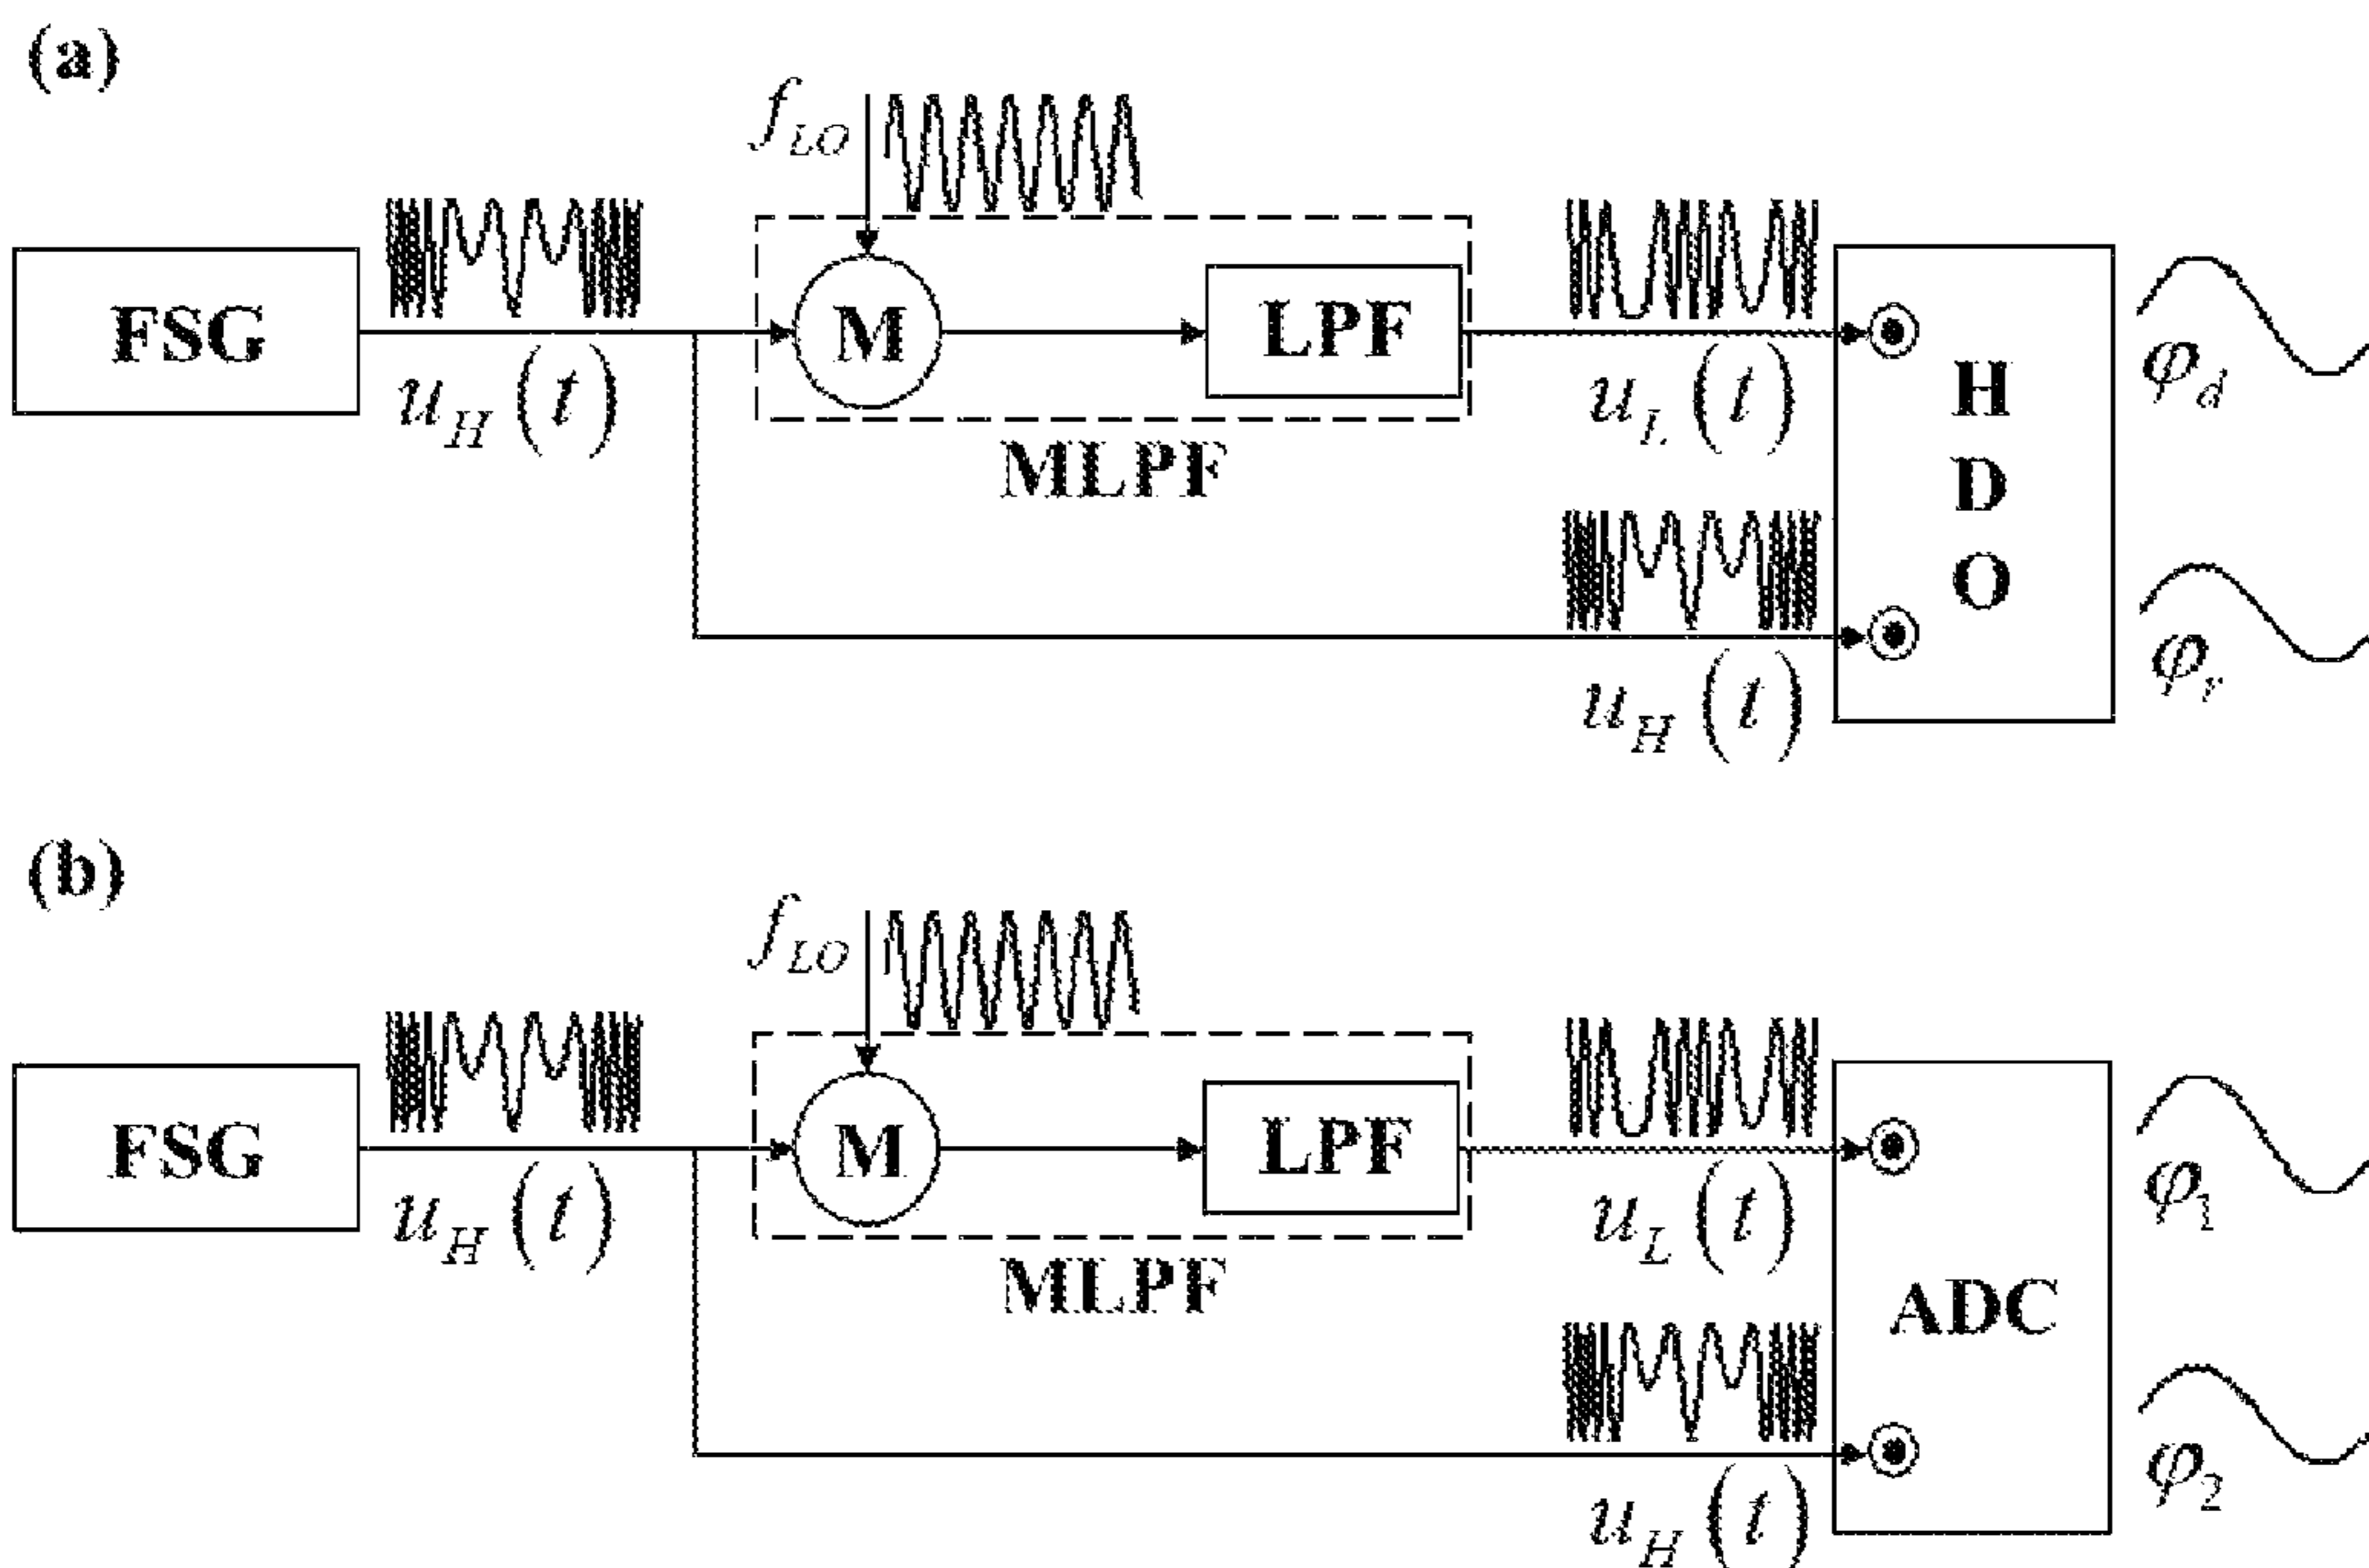 (a)
f_LO
FSG
M
LPF
H
D
O
u_H(t)
u_L(t)
φ_d
MLPF
u_H(t)
φ_r
(b)
f_LO
FSG
M
LPF
u_H(t)
u_L(t)
φ_1
MLPF
ADC
u_H(t)
φ_2